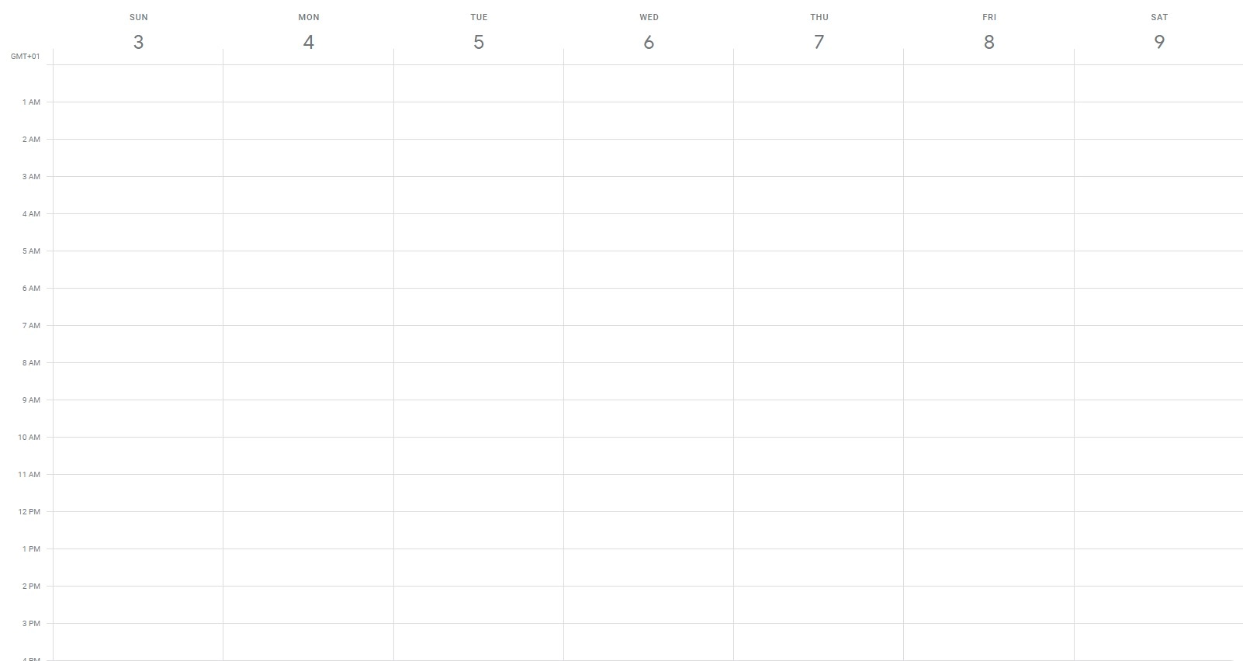 SUN MON TUE WED THU FRI SAT
3 4 5 6 7 8 9
GMT+01
1 AM
2 AM
3 AM
4 AM
5 AM
6 AM
7 AM
8 AM
9 AM
10 AM
11 AM
12 PM
1 PM
2 PM
3 PM
4 PM